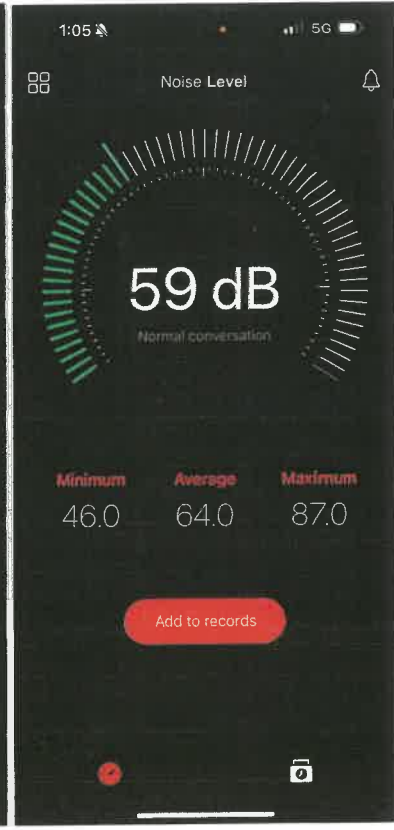 1:05 5G
Noise Level
59 dB
Normal conversation
Minimum Average Maximum
46.0 64.0 87.0
Add to records